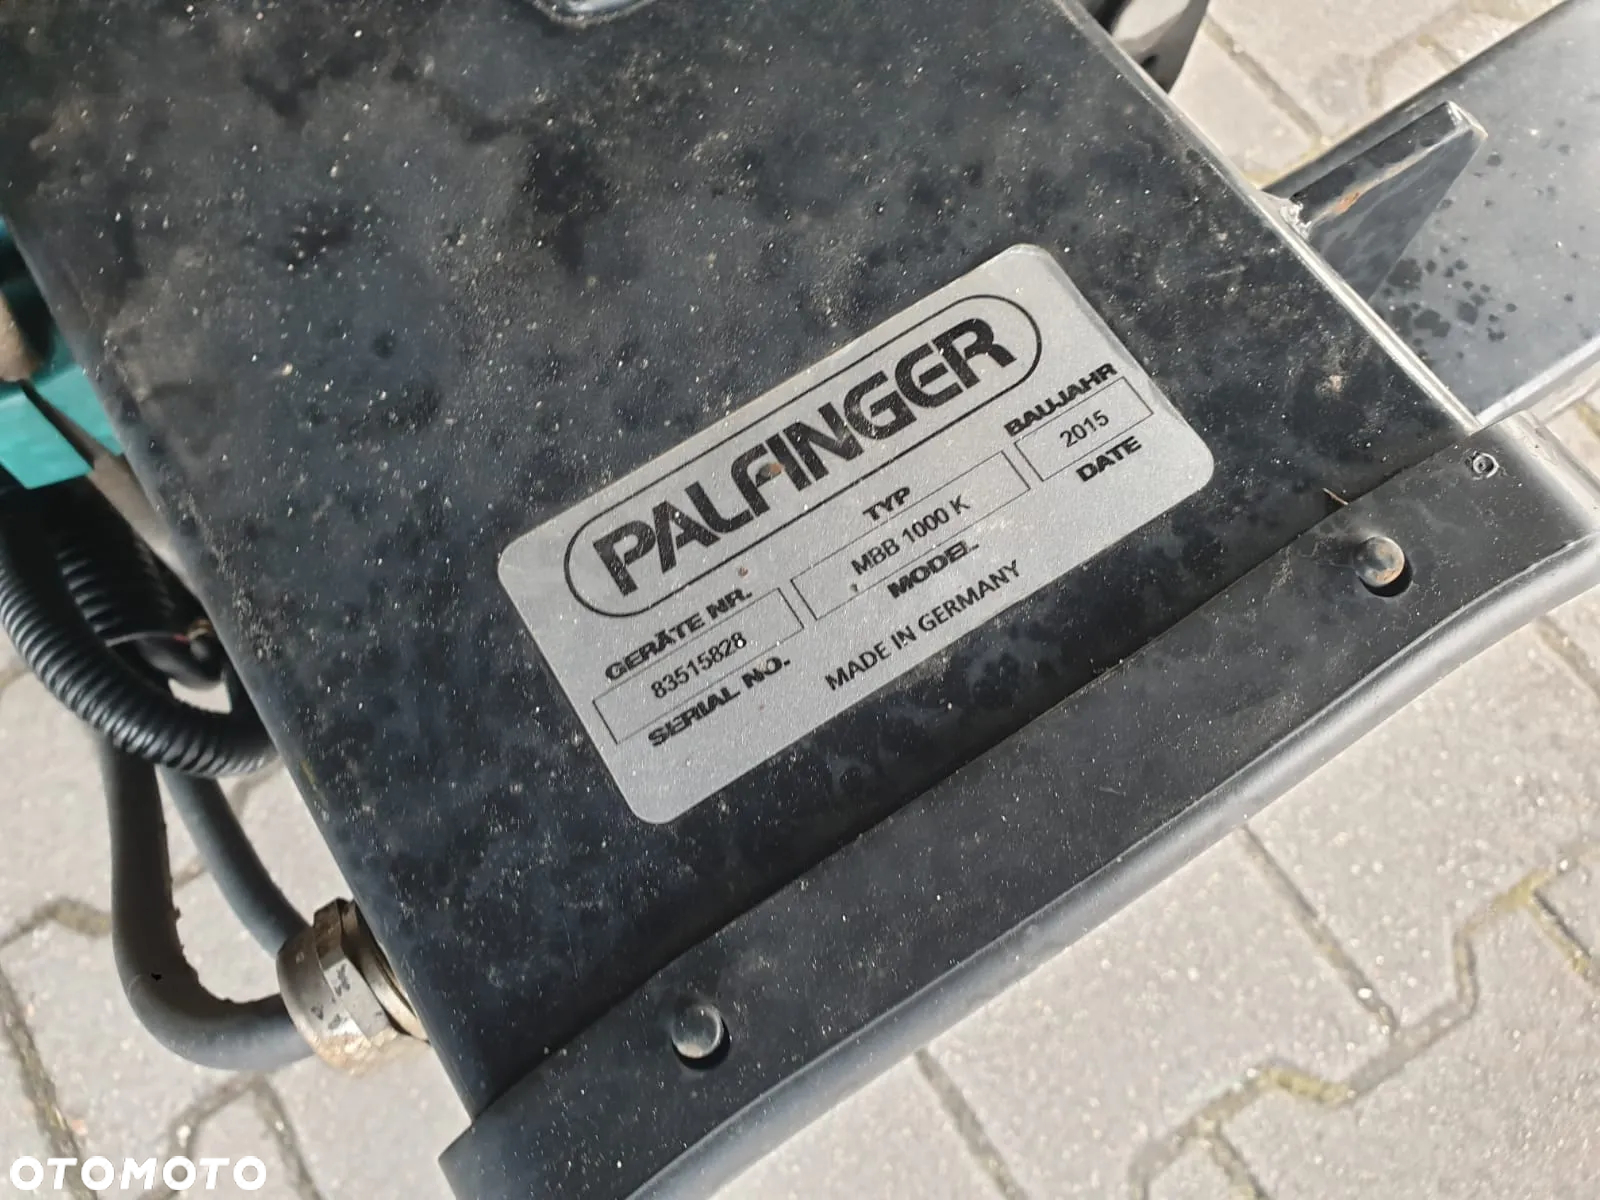 PALFINGER
GERÄTE NR. TYP BAUJAHR
83515828 MBB 1000 K 2015
SERIAL NO. MODEL DATE
MADE IN GERMANY
OTOMOTO